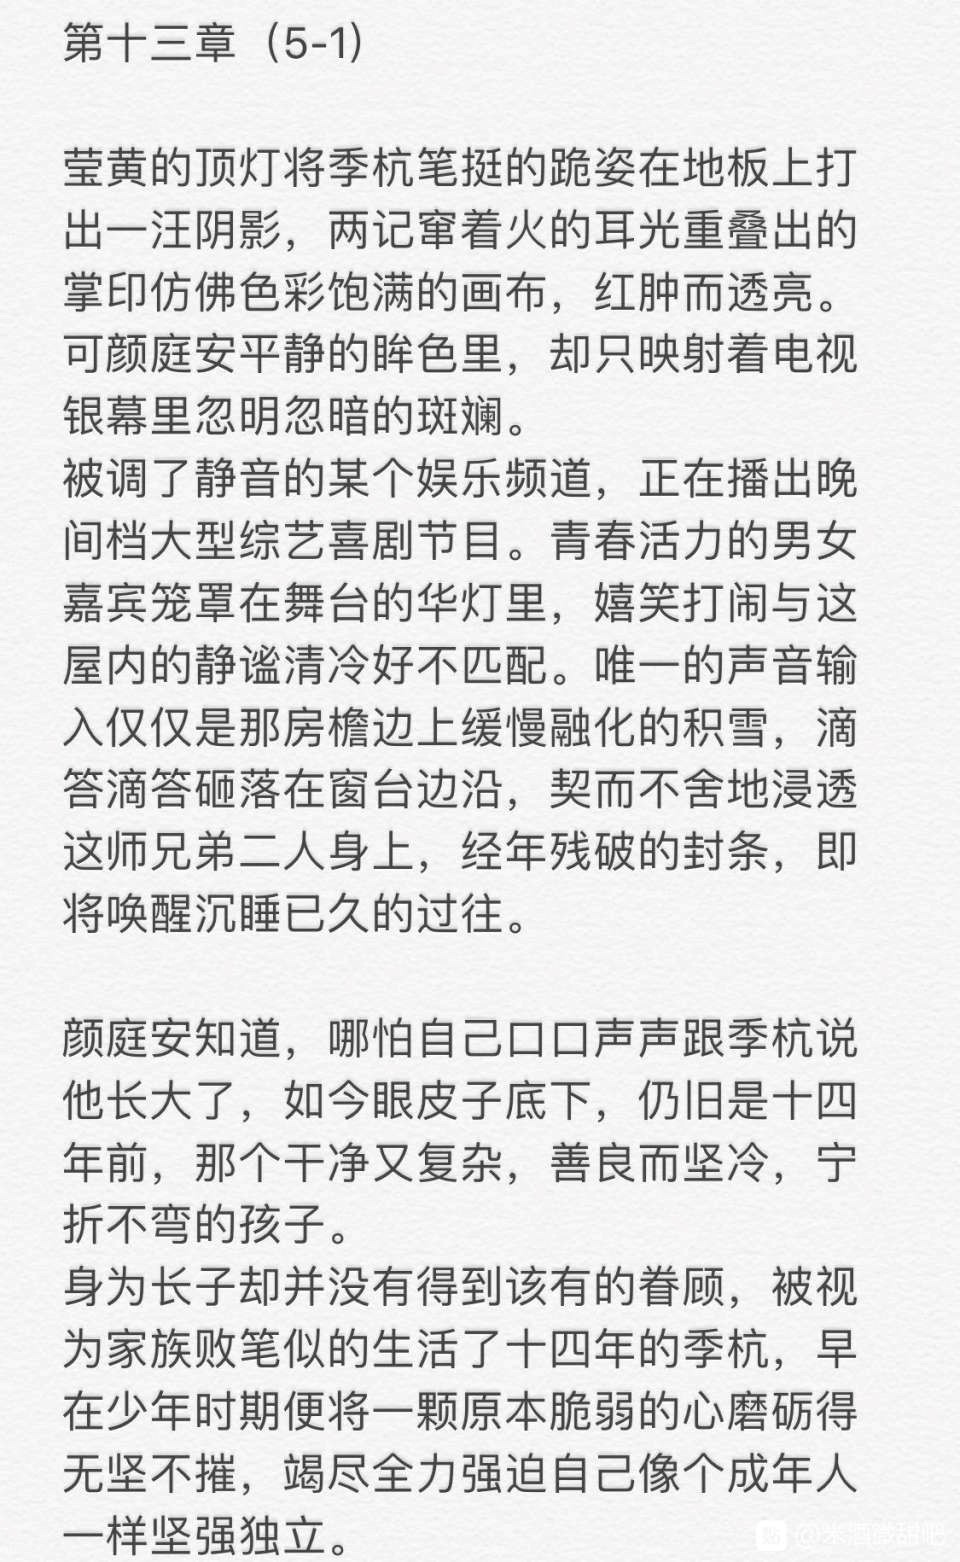 第十三章（5-1）
莹黄的顶灯将季杭笔挺的跪姿在地板上打
出一汪阴影，两记窜着火的耳光重叠出的
掌印仿佛色彩饱满的画布，红肿而透亮。
可颜庭安平静的眸色里，却只映射着电视
银幕里忽明忽暗的斑斓。
被调了静音的某个娱乐频道，正在播出晚
间档大型综艺喜剧节目。青春活力的男女
嘉宾笼罩在舞台的华灯里，嬉笑打闹与这
屋内的静谧清冷好不匹配。唯一的声音输
入仅仅是那房檐边上缓慢融化的积雪，滴
答滴答砸落在窗台边沿，契而不舍地浸透
这师兄弟二人身上，经年残破的封条，即
将唤醒沉睡已久的过往。
颜庭安知道，哪怕自己口口声声跟季杭说
他长大了，如今眼皮子底下，仍旧是十四
年前，那个干净又复杂，善良而坚冷，宁
折不弯的孩子。
身为长子却并没有得到该有的眷顾，被视
为家族败笔似的生活了十四年的季杭，早
在少年时期便将一颗原本脆弱的心磨砺得
无坚不摧，竭尽全力强迫自己像个成年人
一样坚强独立。